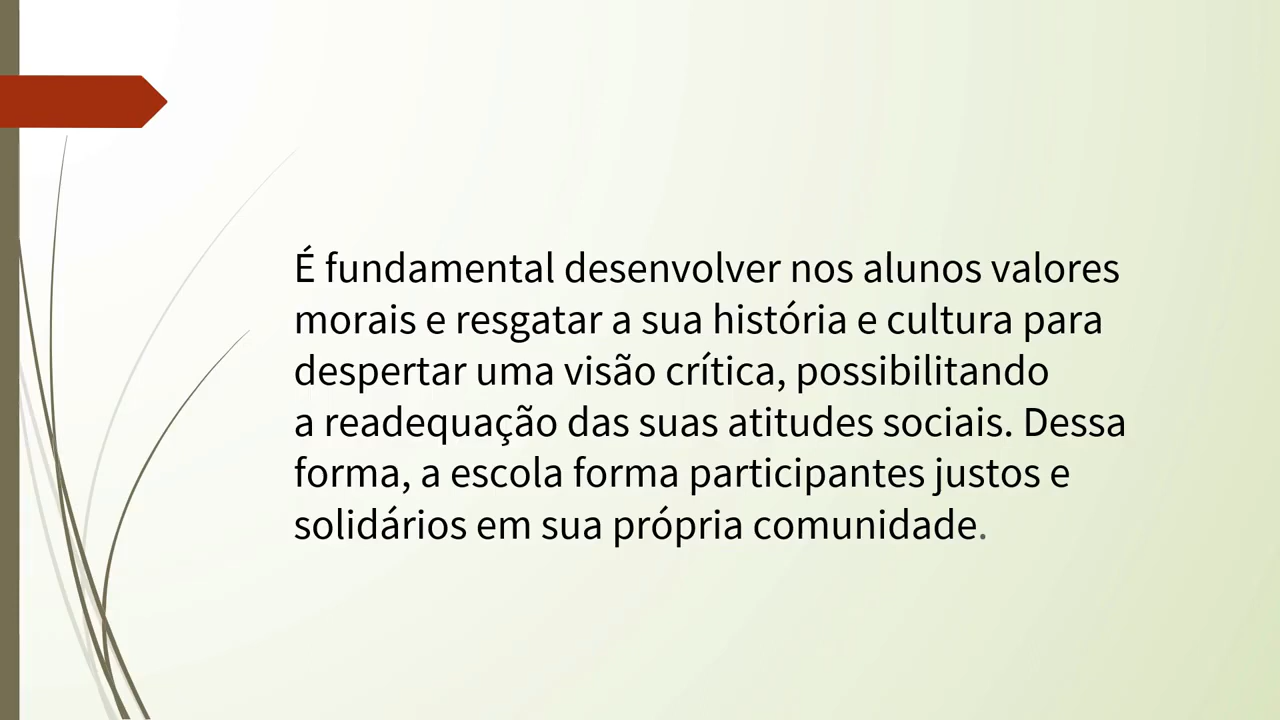 É fundamental desenvolver nos alunos valores
morais e resgatar a sua história e cultura para
despertar uma visão crítica, possibilitando
a readequação das suas atitudes sociais. Dessa
forma, a escola forma participantes justos e
solidários em sua própria comunidade.